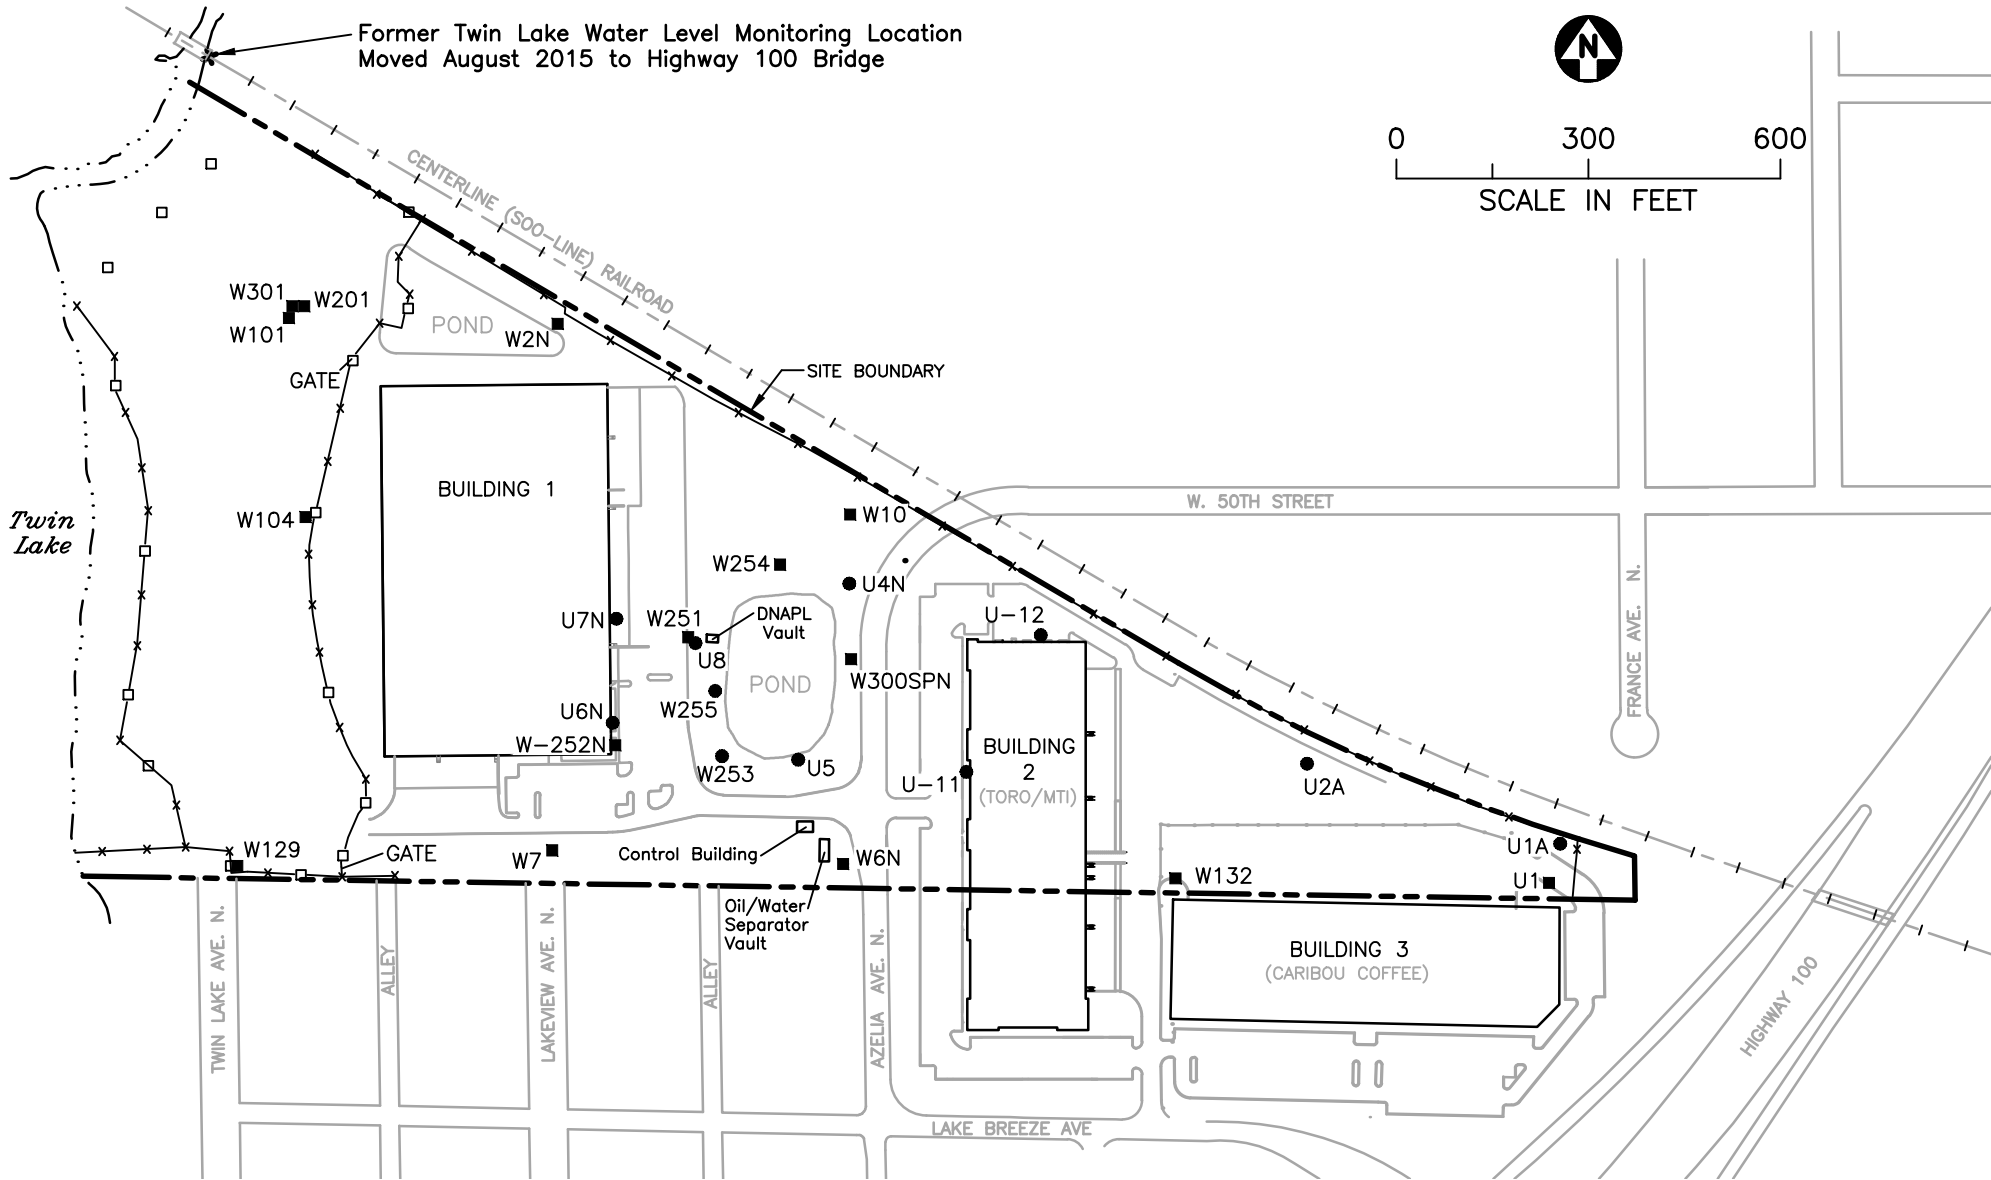 Former Twin Lake Water Level Monitoring Location
Moved August 2015 to Highway 100 Bridge
N
0 300 600
SCALE IN FEET
CENTERLINE (SOO-LINE) RAILROAD
W301
W201
W101
POND
W2N
GATE
SITE BOUNDARY
BUILDING 1
W. 50TH STREET
W104
W10
Twin
Lake
W254
U4N
FRANCE AVE. N.
U7N
W251
DNAPL
Vault
U-12
U8
W300SPN
POND
W255
U6N
W-252N
BUILDING
2
(TORO/MTI)
W253
U5
U-11
U2A
W129
GATE
W7
Control Building
W6N
U1A
W132
U1
Oil/Water
Separator
Vault
TWIN LAKE AVE. N.
ALLEY
LAKEVIEW AVE. N.
ALLEY
AZELIA AVE. N.
BUILDING 3
(CARIBOU COFFEE)
HIGHWAY 100
LAKE BREEZE AVE